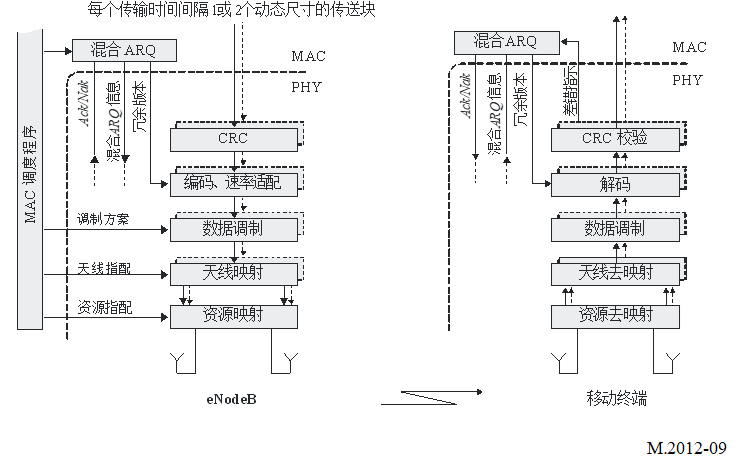 每个传输时间间隔1或2个动态尺寸的传送块
混合ARQ
MAC
PHY
Ack/Nak
混合ARQ信息
冗余版本
MAC 调度程序
CRC
编码、速率适配
调制方案
数据调制
天线指配
天线映射
资源指配
资源映射
eNodeB
混合ARQ
MAC
PHY
Ack/Nak
混合ARQ信息
冗余版本
差错指示
CRC 校验
解码
数据调制
天线去映射
资源去映射
移动终端
M.2012-09